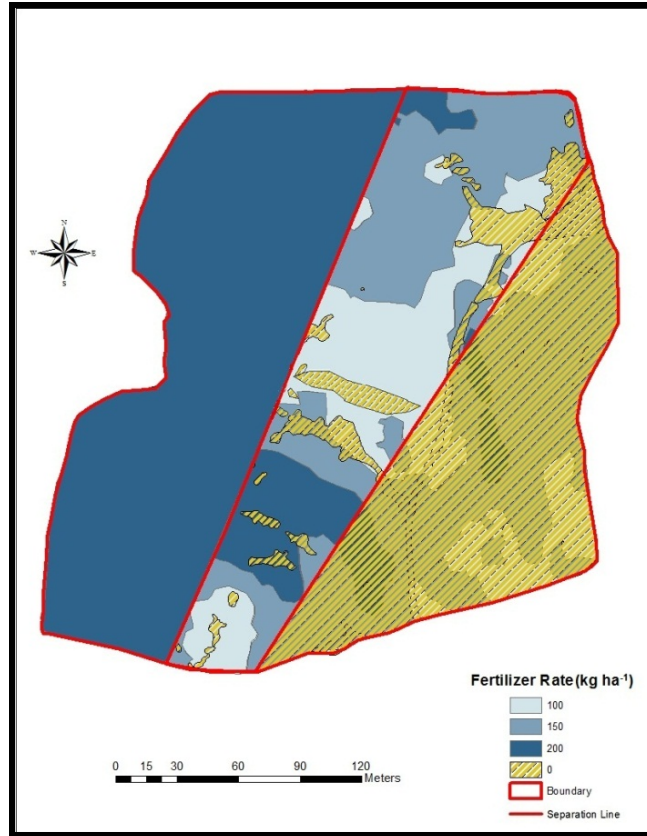 N
W E
S
Fertilizer Rate(kg ha⁻¹)
100
150
200
0
Boundary
Separation Line
0 15 30 60 90 120
Meters